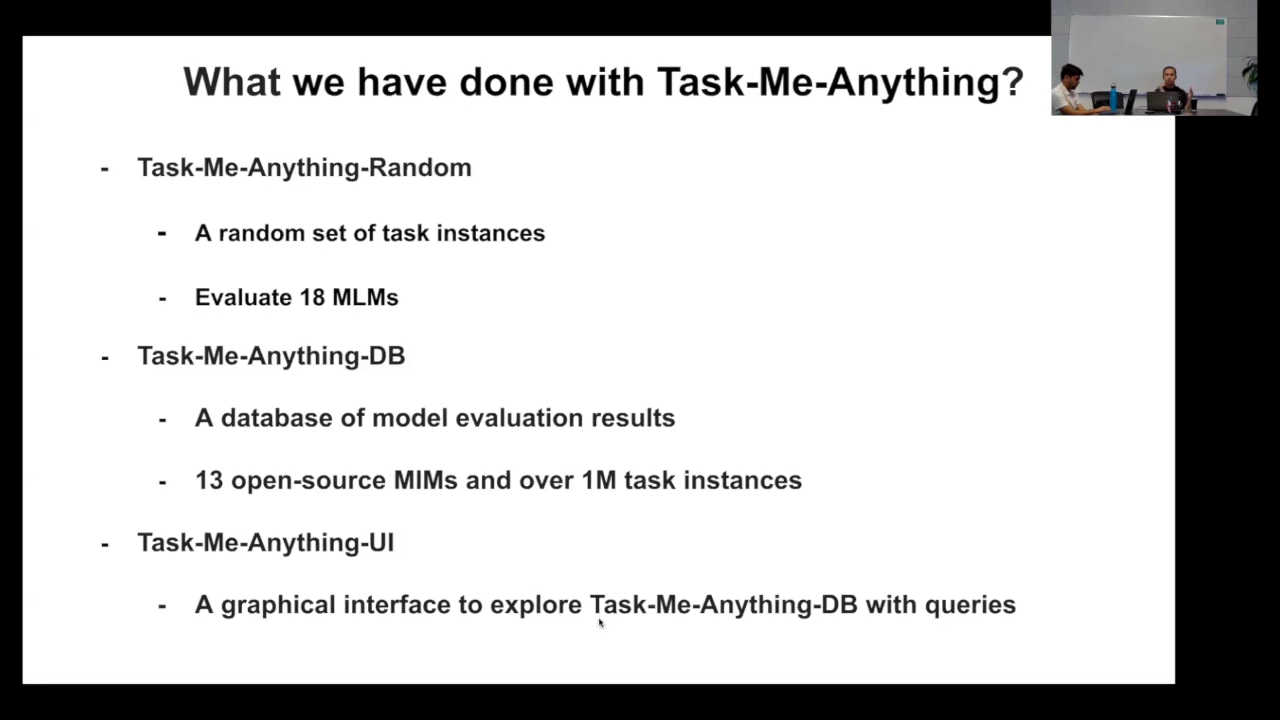 What we have done with Task-Me-Anything?
- Task-Me-Anything-Random
- A random set of task instances
- Evaluate 18 MLMs
- Task-Me-Anything-DB
- A database of model evaluation results
- 13 open-source MIMs and over 1M task instances
- Task-Me-Anything-UI
- A graphical interface to explore Task-Me-Anything-DB with queries